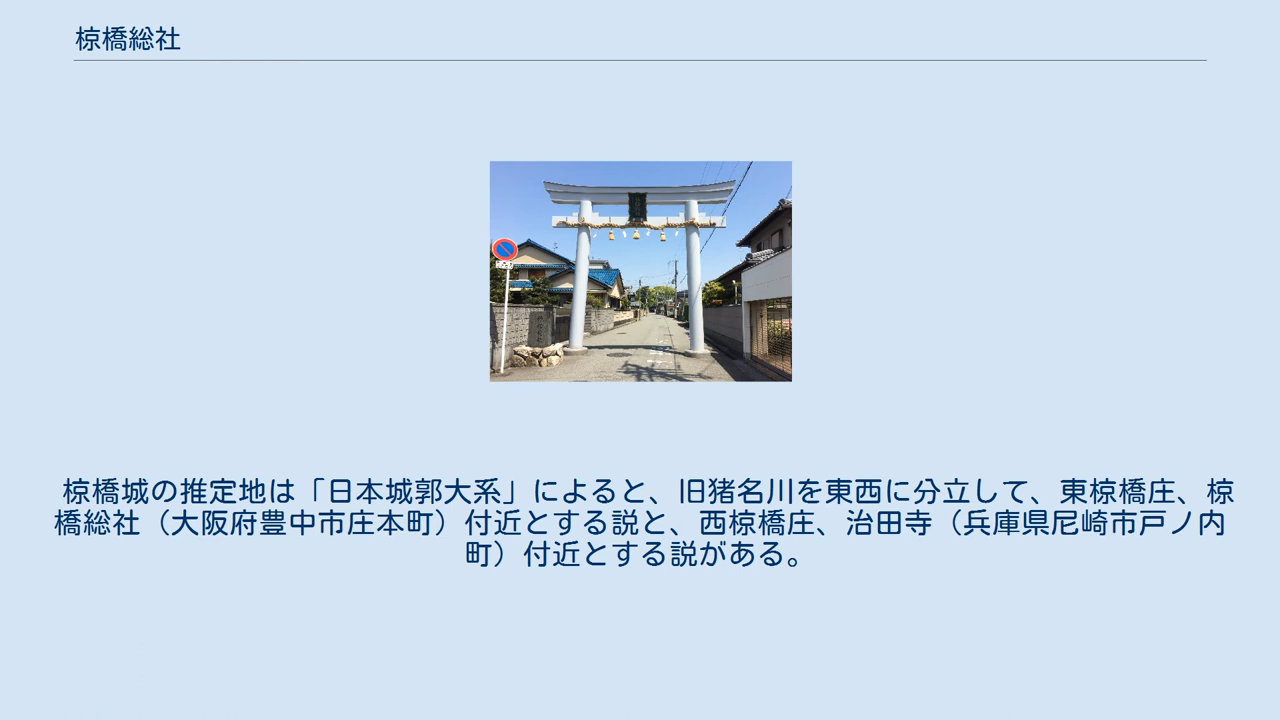 椋橋総社
椋橋城の推定地は「日本城郭大系」によると、旧猪名川を東西に分立して、東椋橋庄、椋
橋総社（大阪府豊中市庄本町）付近とする説と、西椋橋庄、治田寺（兵庫県尼崎市戸ノ内
町）付近とする説がある。